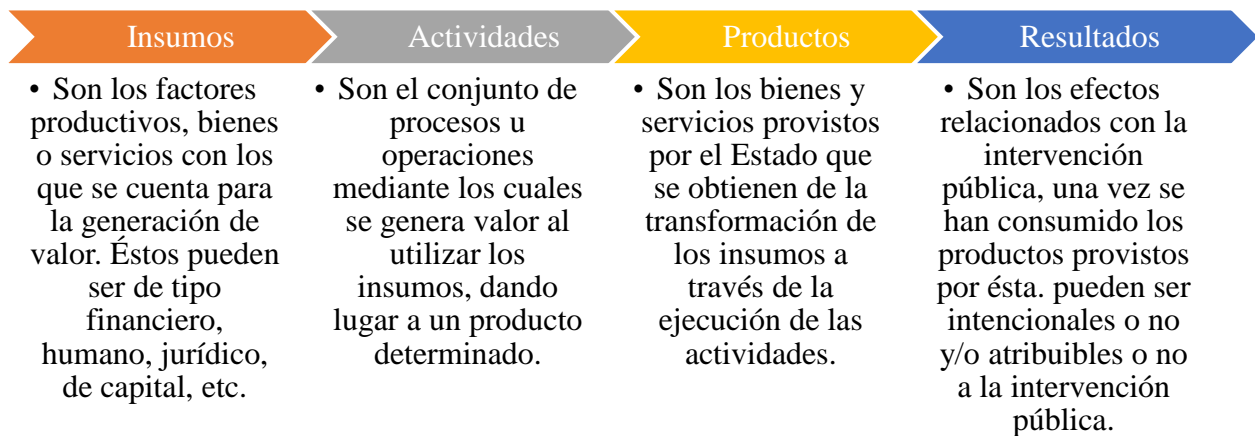 Insumos
• Son los factores
productivos, bienes
o servicios con los
que se cuenta para
la generación de
valor. Éstos pueden
ser de tipo
financiero,
humano, jurídico,
de capital, etc.
Actividades
• Son el conjunto de
procesos u
operaciones
mediante los cuales
se genera valor al
utilizar los
insumos, dando
lugar a un producto
determinado.
Productos
• Son los bienes y
servicios provistos
por el Estado que
se obtienen de la
transformación de
los insumos a
través de la
ejecución de las
actividades.
Resultados
• Son los efectos
relacionados con la
intervención
pública, una vez se
han consumido los
productos provistos
por ésta. pueden ser
intencionales o no
y/o atribuibles o no
a la intervención
pública.